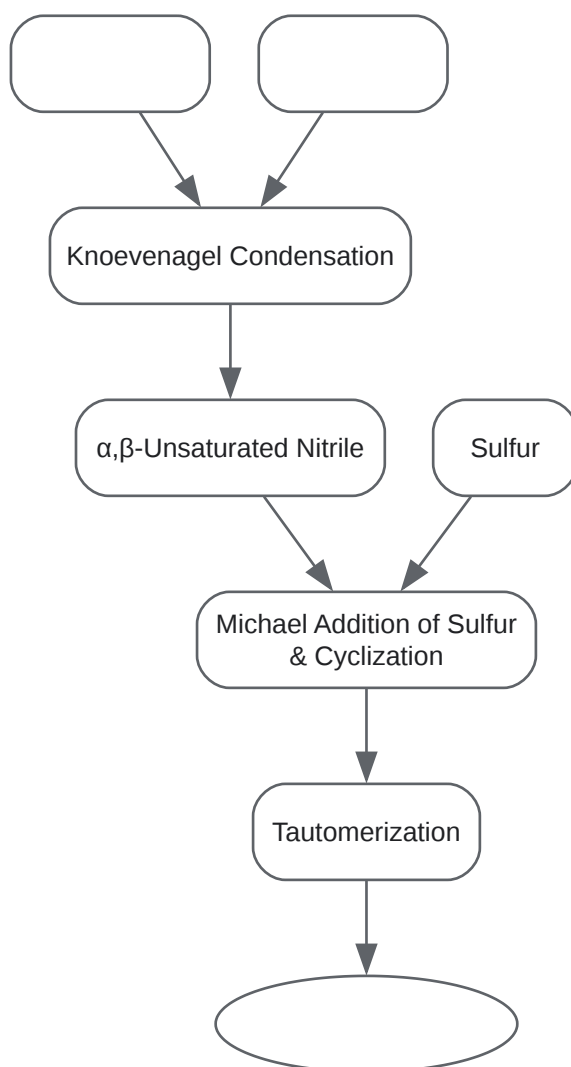 Knoevenagel Condensation
α,β-Unsaturated Nitrile
Sulfur
Michael Addition of Sulfur
& Cyclization
Tautomerization